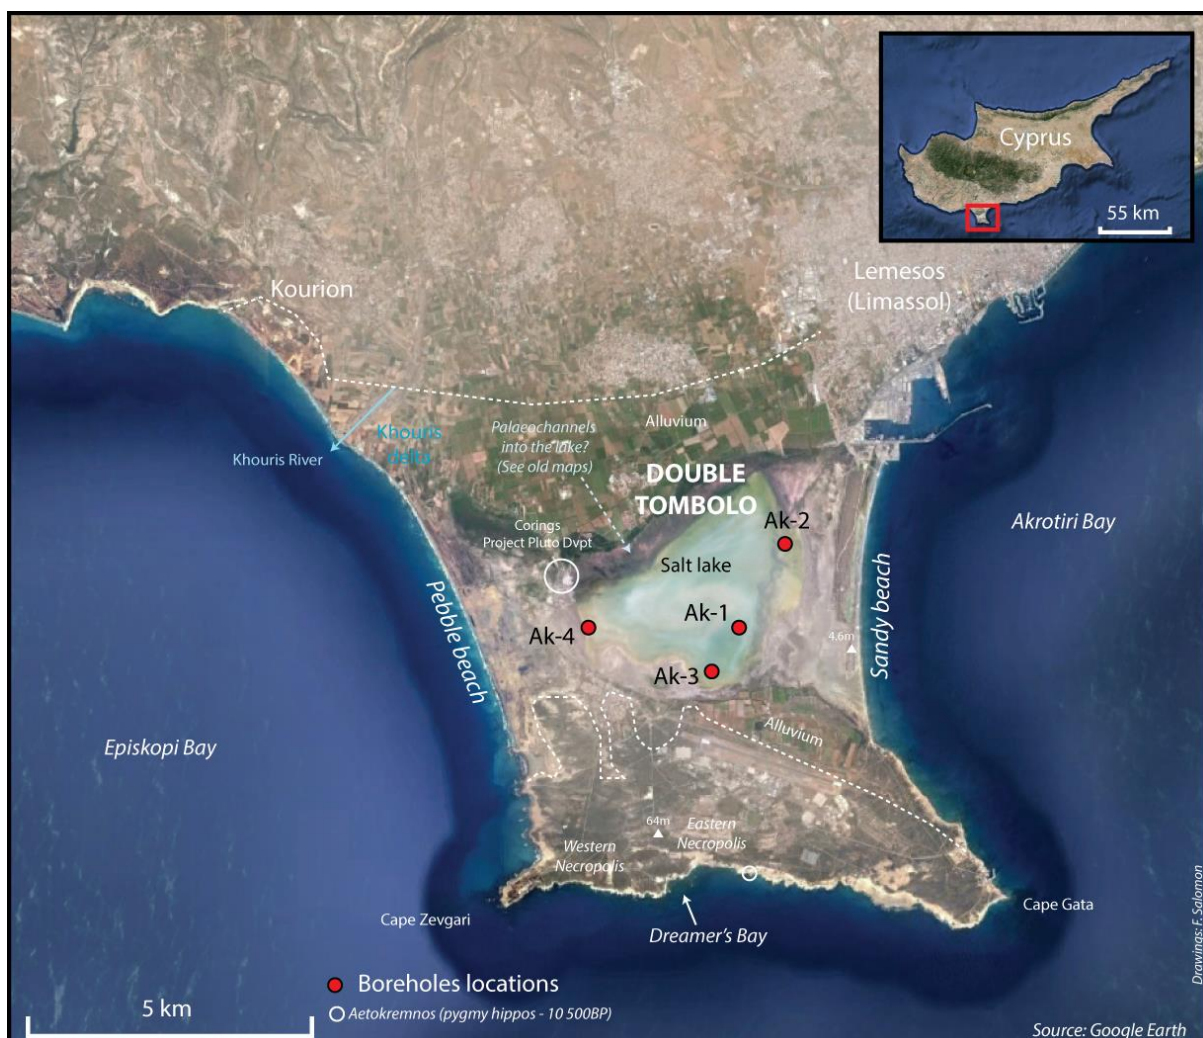 Cyprus
55 km
Lemesos
(Limassol)
Kourion
Alluvium
Palaeochannels
into the lake?
(See old maps)
Khouris
delta
Khouris River
DOUBLE
TOMBOLO
Ak-2
Akrotiri Bay
Corings
Project Pluto Dvpt
Salt lake
Pebble beach
Ak-1
Ak-4
4,6m
Sandy beach
Ak-3
Alluvium
Episkopi Bay
64m
Eastern
Necropolis
Western
Necropolis
Cape Zevgari
Cape Gata
Dreamer's Bay
Boreholes locations
Aetokremnos (pygmy hippos - 10 500BP)
5 km
Drawings: F. Salomon
Source: Google Earth